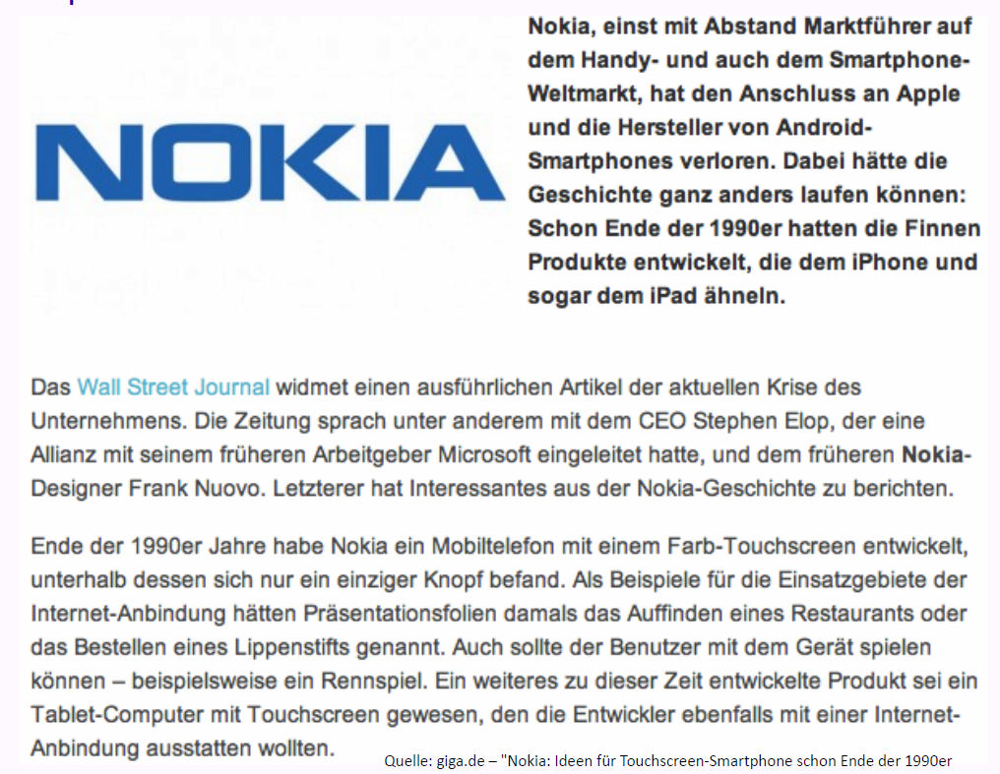 NOKIA
Nokia, einst mit Abstand Marktführer auf
dem Handy- und auch dem Smartphone-
Weltmarkt, hat den Anschluss an Apple
und die Hersteller von Android-
Smartphones verloren. Dabei hätte die
Geschichte ganz anders laufen können:
Schon Ende der 1990er hatten die Finnen
Produkte entwickelt, die dem iPhone und
sogar dem iPad ähneln.
Das Wall Street Journal widmet einen ausführlichen Artikel der aktuellen Krise des
Unternehmens. Die Zeitung sprach unter anderem mit dem CEO Stephen Elop, der eine
Allianz mit seinem früheren Arbeitgeber Microsoft eingeleitet hatte, und dem früheren Nokia-
Designer Frank Nuovo. Letzterer hat Interessantes aus der Nokia-Geschichte zu berichten.
Ende der 1990er Jahre habe Nokia ein Mobiltelefon mit einem Farb-Touchscreen entwickelt,
unterhalb dessen sich nur ein einziger Knopf befand. Als Beispiele für die Einsatzgebiete der
Internet-Anbindung hätten Präsentationsfolien damals das Auffinden eines Restaurants oder
das Bestellen eines Lippenstifts genannt. Auch sollte der Benutzer mit dem Gerät spielen
können – beispielsweise ein Rennspiel. Ein weiteres zu dieser Zeit entwickelte Produkt sei ein
Tablet-Computer mit Touchscreen gewesen, den die Entwickler ebenfalls mit einer Internet-
Anbindung ausstatten wollten.
Quelle: giga.de – "Nokia: Ideen für Touchscreen-Smartphone schon Ende der 1990er